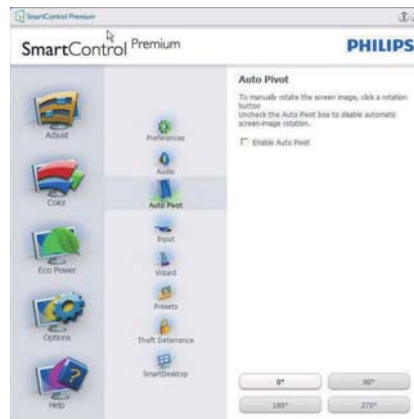 SmartControl Premium
SmartControl Premium
PHILIPS
Adjust
Color
Eco Power
Options
Help
Preferences
Audio
Auto Pivot
Input
Wizard
Presets
Theft Deterrence
SmartDesktop
Auto Pivot
To manually rotate the screen image, click a rotation
button
Uncheck the Auto Pivot box to disable automatic
screen-image rotation.
Enable Auto Pivot
0°
90°
180°
270°